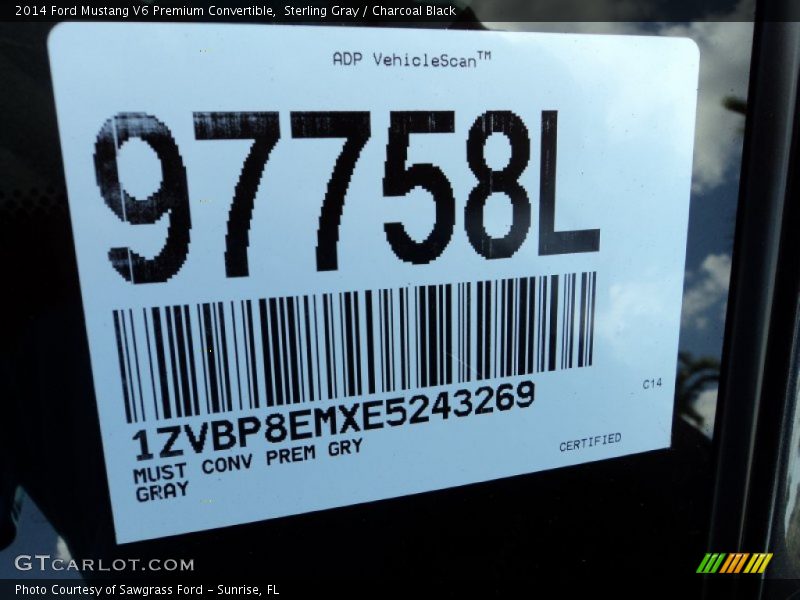 2014 Ford Mustang V6 Premium Convertible, Sterling Gray / Charcoal Black
ADP VehicleScan™
97758L
1ZVBP8EMXE5243269
MUST CONV PREM GRY
GRAY
C14
CERTIFIED
GTCARLOT.COM
Photo Courtesy of Sawgrass Ford - Sunrise, FL